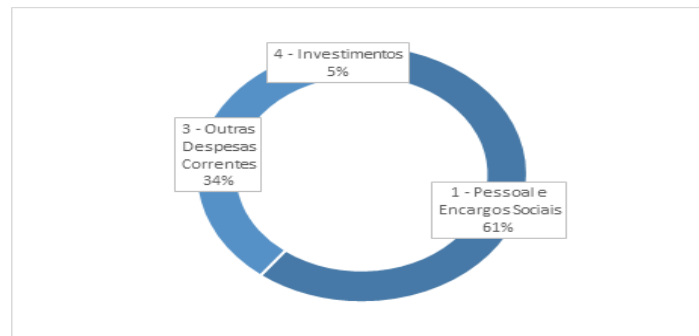 4 - Investimentos
5%
3 - Outras
Despesas
Correntes
34%
1 - Pessoal e
Encargos Sociais
61%